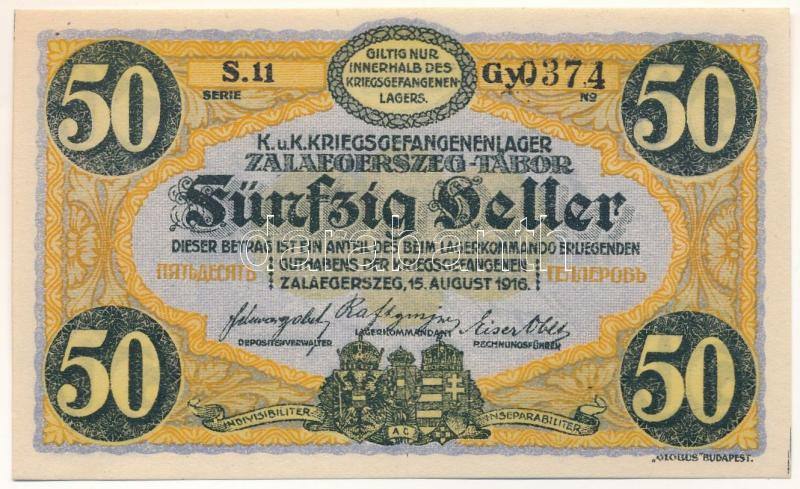 50
50
S.11
SERIE
GILTIG NUR
INNERHALB DES
KRIEGSGEFANGENEN-
LAGERS.
Gy 0374
No
K.u.K. KRIEGSGEFANGENENLAGER
ZALAEGERSZEG-TÁBOR
Fünfzig Heller
DIESER BETRAG IST EIN ANTEIL DES BEIM LAGERKOMMANDO ERLIEGENDEN
GUTHABENS DER KRIEGSGEFANGENEN
ПЯТЬДЕСЯТЬ
ГЕЛЛЕРОВЪ
ZALAEGERSZEG, 15. AUGUST 1916.
DEPOSITENVERWALTER
LAGERKOMMANDANT
RECHNUNGSFÜHRER
50
50
INDIVISIBILITER
AC
INSEPARABILITER
„GLOBUS" BUDAPEST.